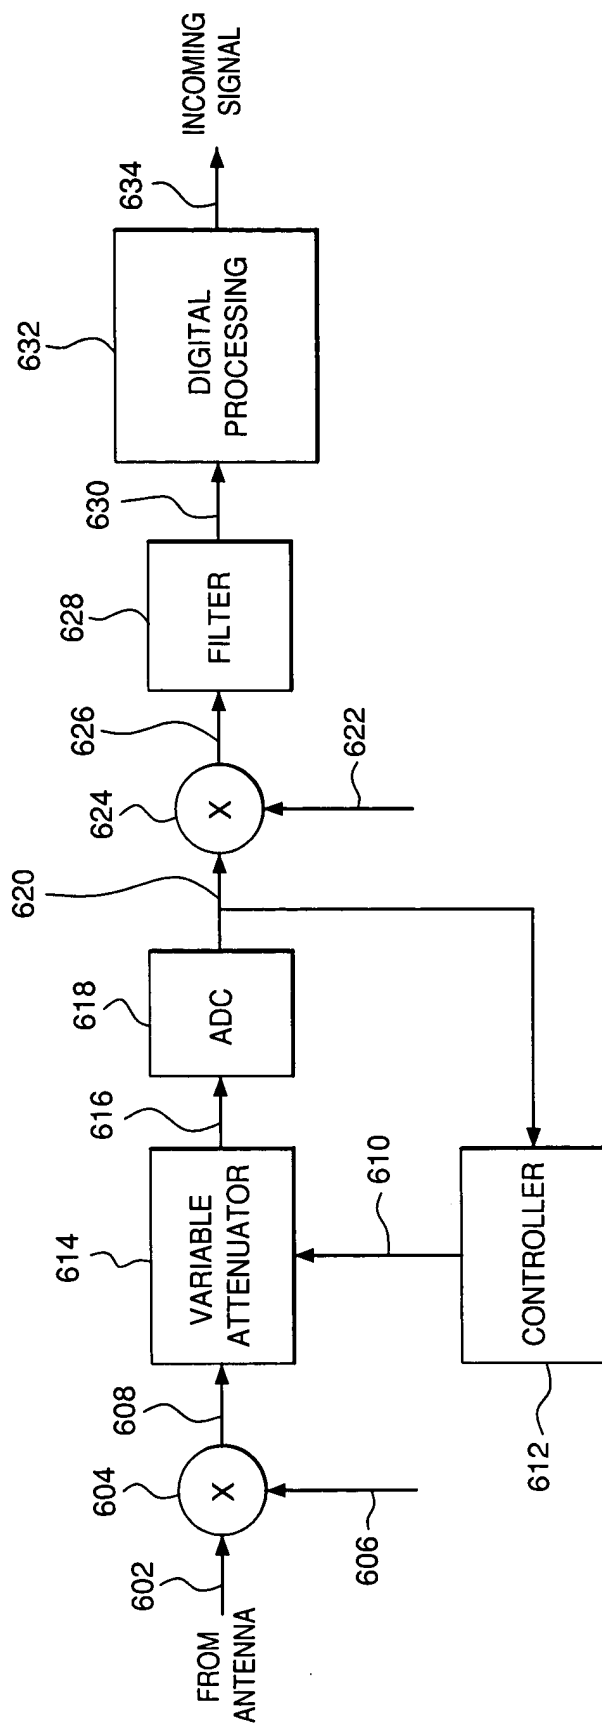 FROM
ANTENNA
602
604
606
608
VARIABLE
ATTENUATOR
614
610
CONTROLLER
612
616
ADC
618
620
624
622
626
FILTER
628
630
DIGITAL
PROCESSING
632
634
INCOMING
SIGNAL
X
X